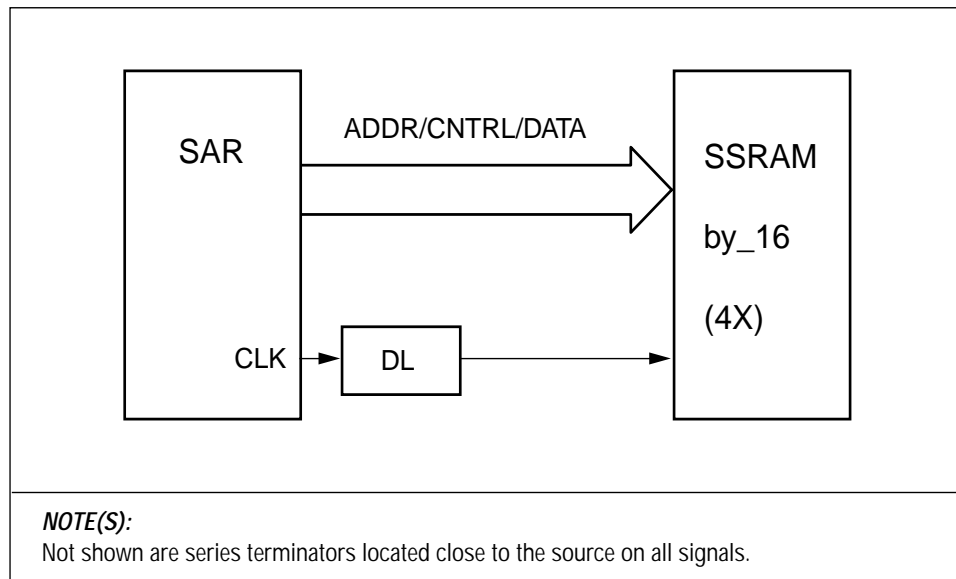 SAR
ADDR/CNTRL/DATA
SSRAM
by_16
(4X)
CLK
DL
NOTE(S):
Not shown are series terminators located close to the source on all signals.